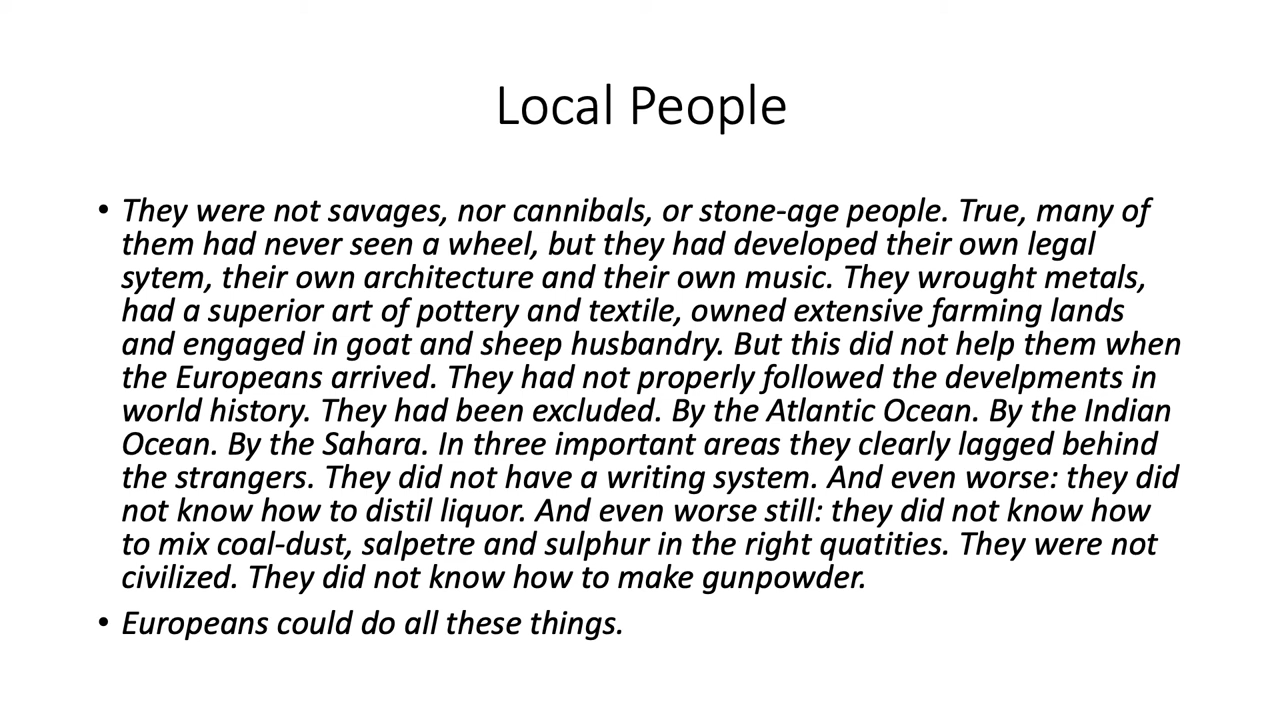 Local People
• They were not savages, nor cannibals, or stone-age people. True, many of
them had never seen a wheel, but they had developed their own legal
sytem, their own architecture and their own music. They wrought metals,
had a superior art of pottery and textile, owned extensive farming lands
and engaged in goat and sheep husbandry. But this did not help them when
the Europeans arrived. They had not properly followed the develpments in
world history. They had been excluded. By the Atlantic Ocean. By the Indian
Ocean. By the Sahara. In three important areas they clearly lagged behind
the strangers. They did not have a writing system. And even worse: they did
not know how to distil liquor. And even worse still: they did not know how
to mix coal-dust, salpetre and sulphur in the right quatities. They were not
civilized. They did not know how to make gunpowder.
• Europeans could do all these things.